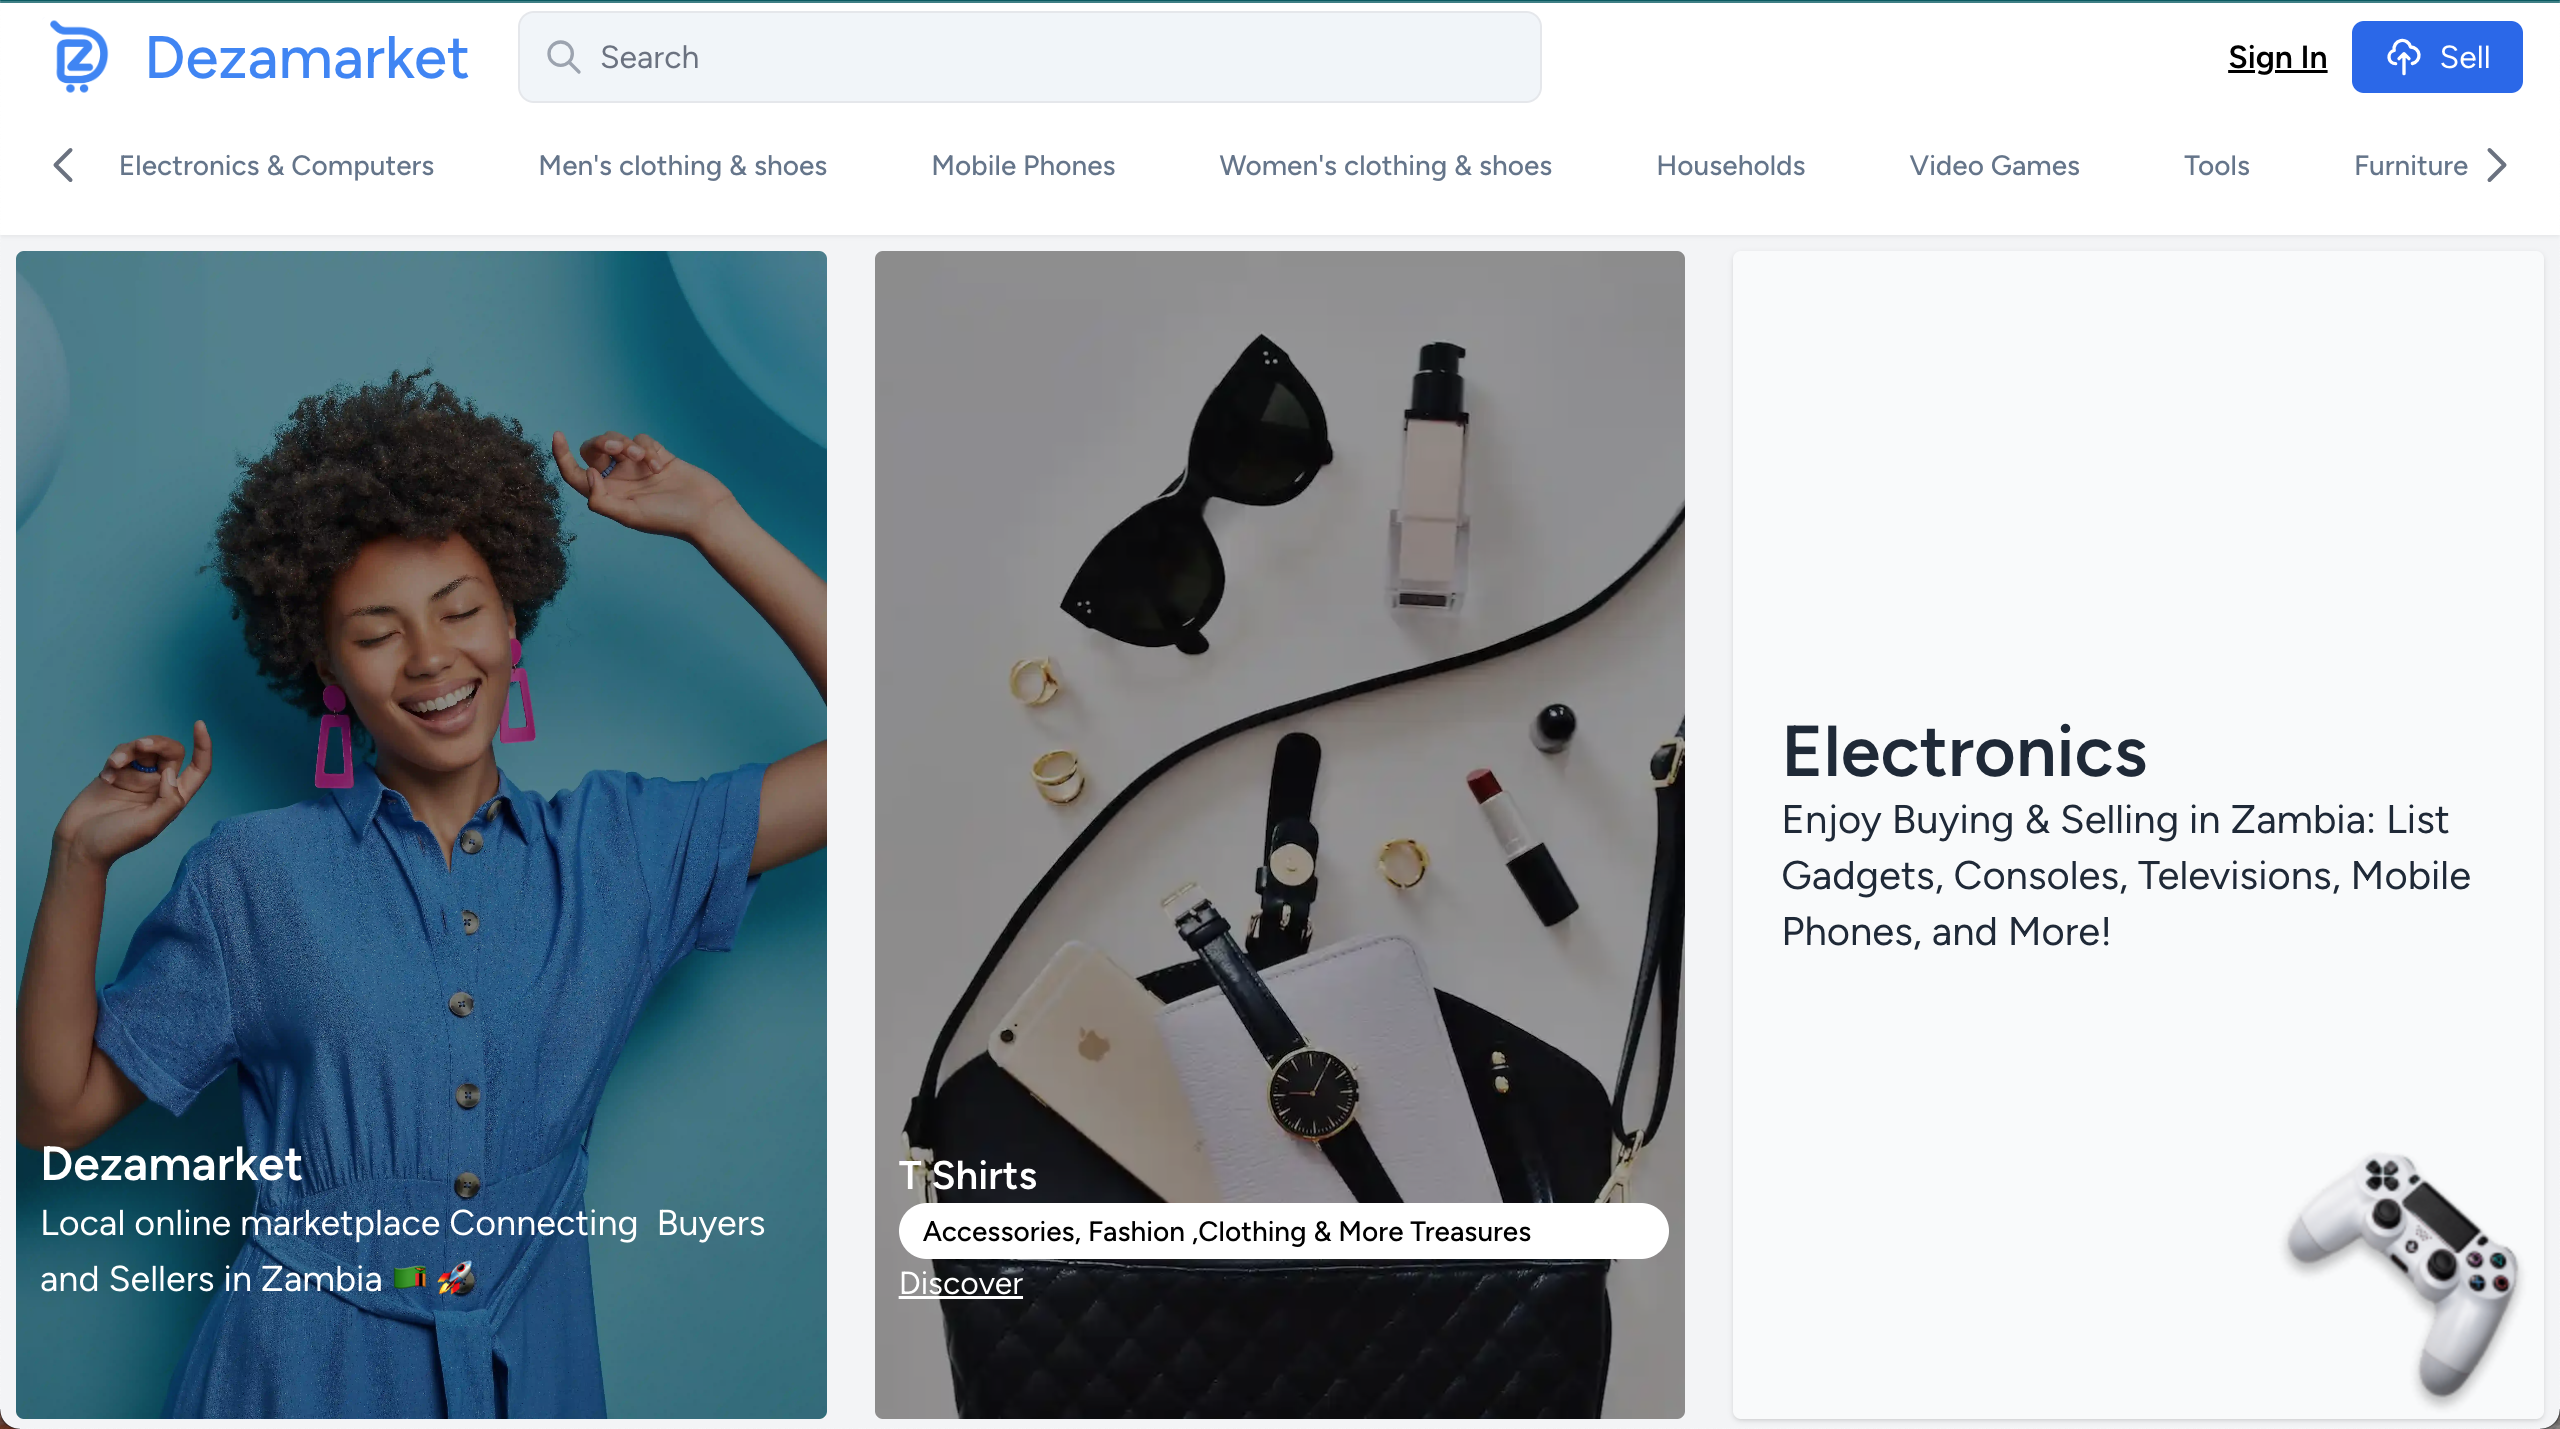 Dezamarket
Search
Sign In
Sell
Electronics & Computers
Men's clothing & shoes
Mobile Phones
Women's clothing & shoes
Households
Video Games
Tools
Furniture
Dezamarket
Local online marketplace Connecting  Buyers
and Sellers in Zambia 🇿🇲 🚀
T Shirts
Accessories, Fashion ,Clothing & More Treasures
Discover
Electronics
Enjoy Buying & Selling in Zambia: List
Gadgets, Consoles, Televisions, Mobile
Phones, and More!